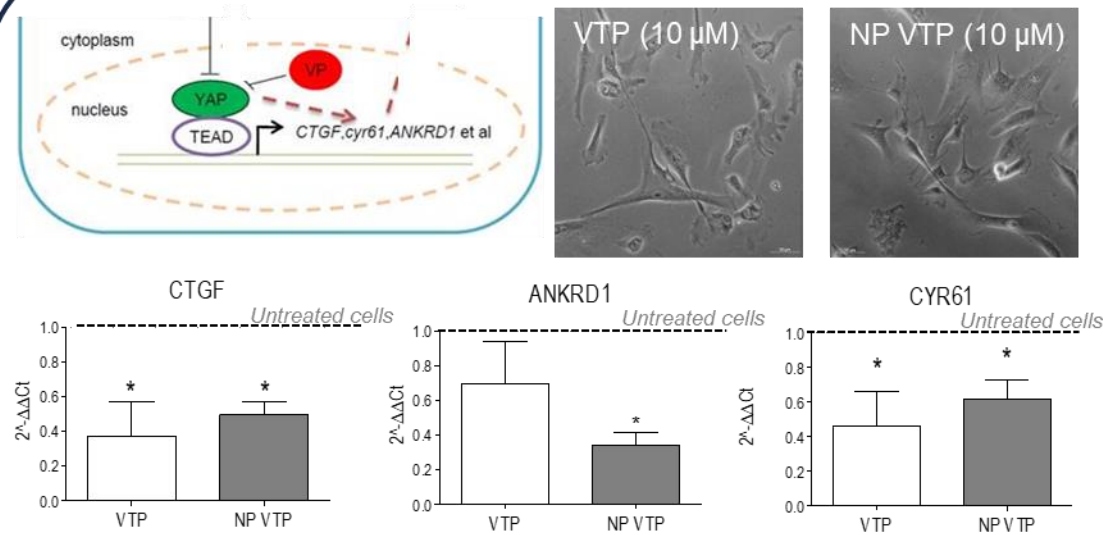 cytoplasm
nucleus
VP
YAP
TEAD
CTGF,cyr61,ANKRD1 et al
VTP (10 µM)
NP VTP (10 µM)
CTGF
Untreated cells
1.0
0.8
0.6
0.4
0.2
0.0
2^-ΔΔCt
*
*
VTP
NP VTP
ANKRD1
Untreated cells
1.0
0.8
0.6
0.4
0.2
0.0
2^-ΔΔCt
*
VTP
NP VTP
CYR61
Untreated cells
1.0
0.8
0.6
0.4
0.2
0.0
2^-ΔΔCt
*
*
VTP
NP VTP